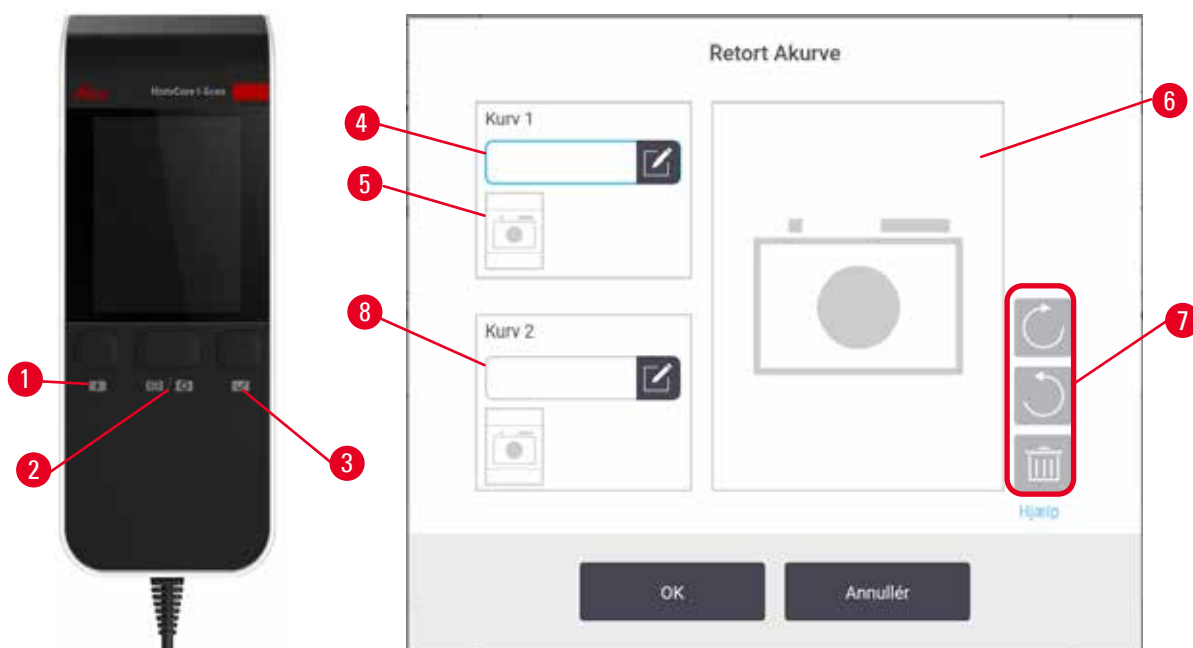 Leica
HistoCore I-Scan
1
2
3
Retort Akurve
Kurv 1
4
5
6
Kurv 2
8
7
Hjælp
OK
Annullér